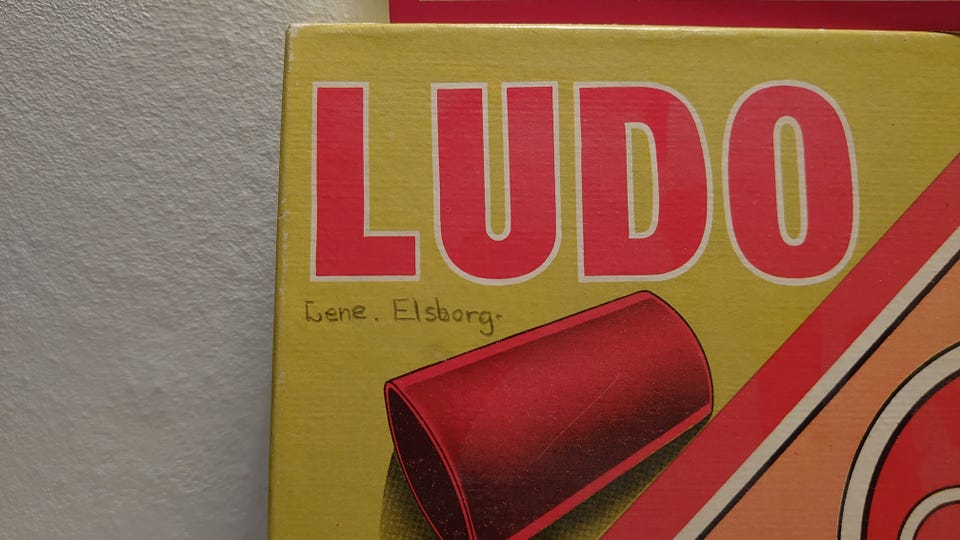 LUDO
Lene. Elsborg.